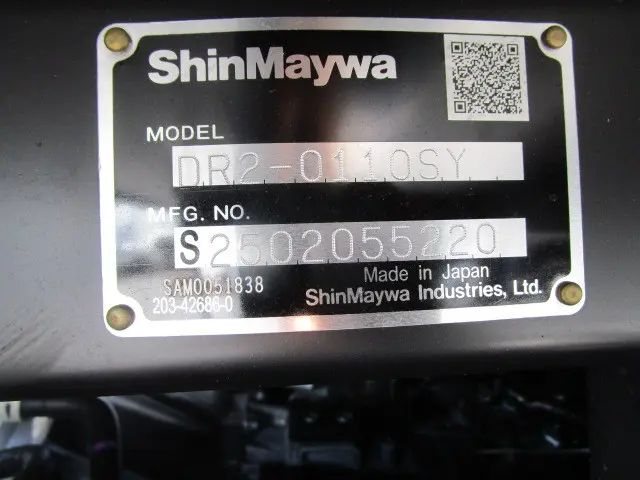 ShinMaywa
MODEL
DR2-0110SY
MFG. NO.
S2502055220
SAM0051838
203-42686-0
Made in Japan
ShinMaywa Industries, Ltd.